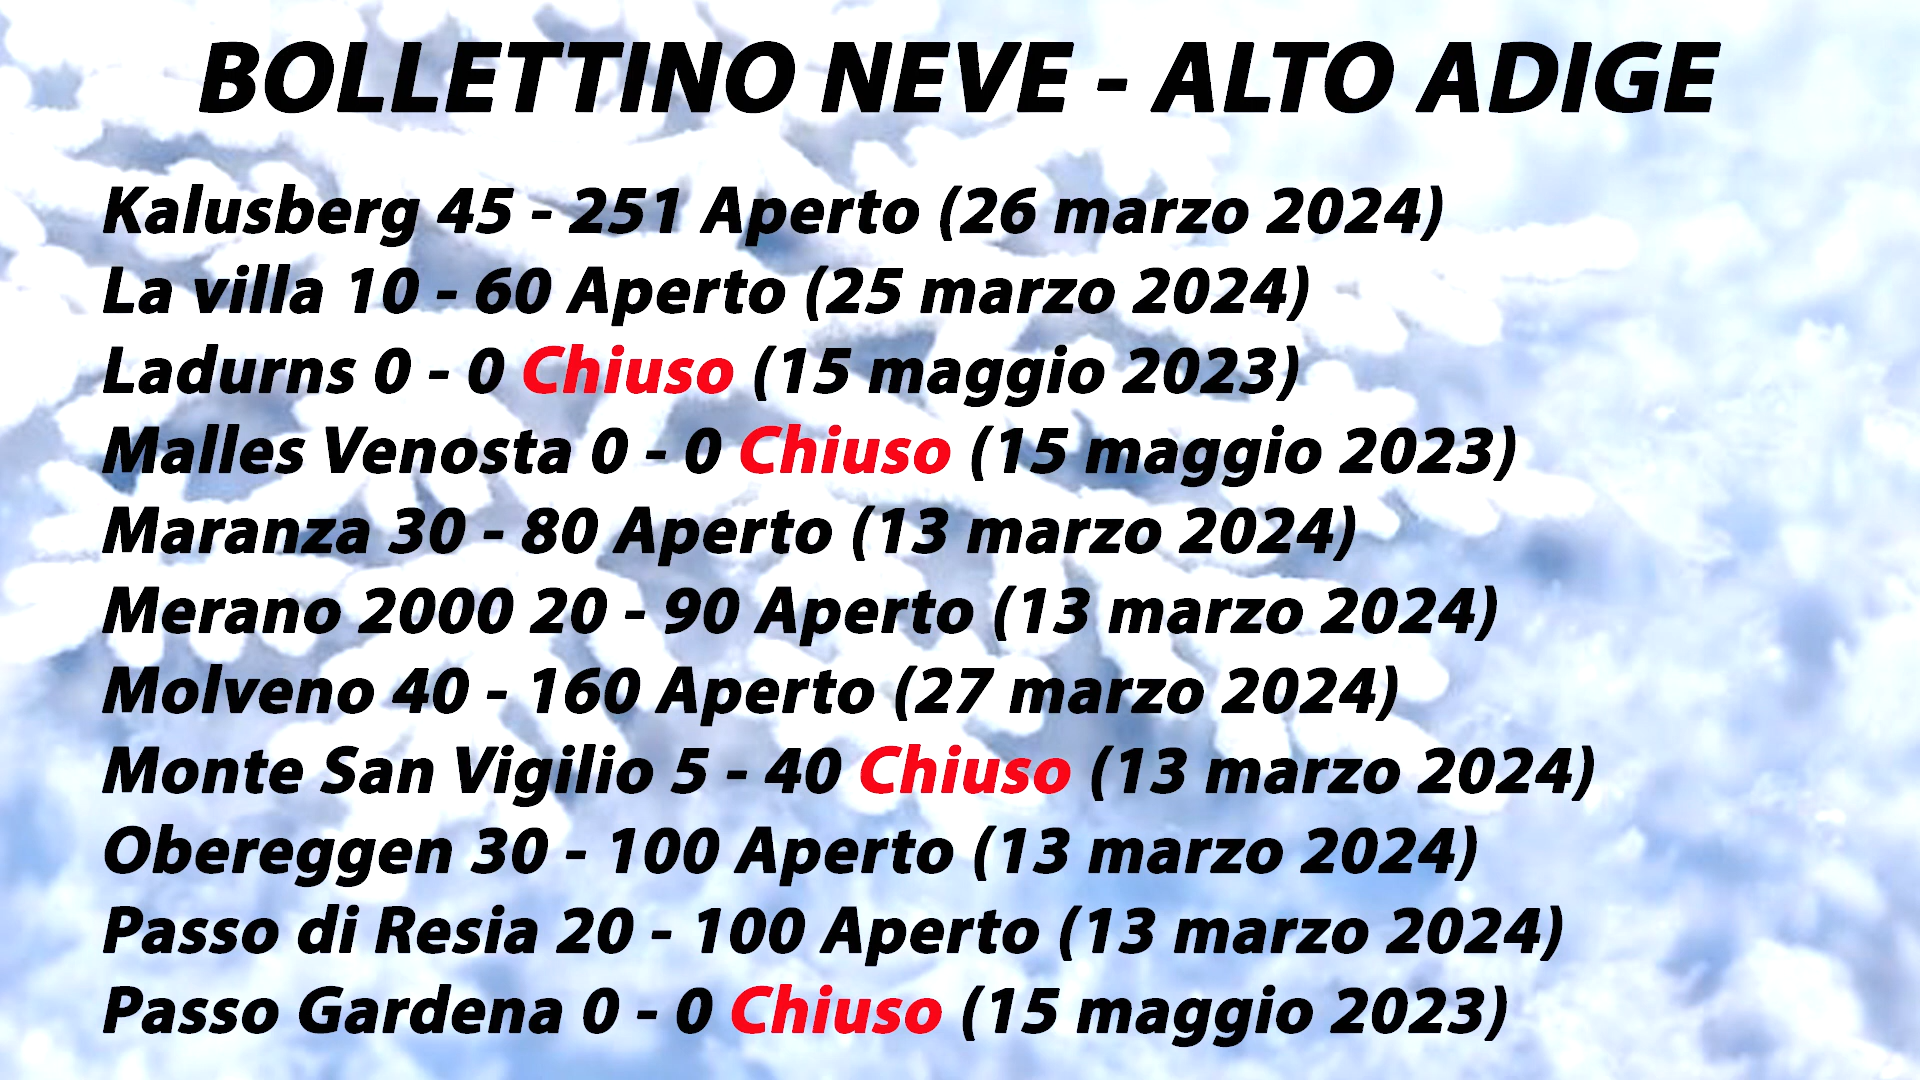 BOLLETTINO NEVE - ALTO ADIGE
Kalusberg 45 - 251 Aperto (26 marzo 2024)
La villa 10 - 60 Aperto (25 marzo 2024)
Ladurns 0 - 0 Chiuso (15 maggio 2023)
Malles Venosta 0 - 0 Chiuso (15 maggio 2023)
Maranza 30 - 80 Aperto (13 marzo 2024)
Merano 2000 20 - 90 Aperto (13 marzo 2024)
Molveno 40 - 160 Aperto (27 marzo 2024)
Monte San Vigilio 5 - 40 Chiuso (13 marzo 2024)
Obereggen 30 - 100 Aperto (13 marzo 2024)
Passo di Resia 20 - 100 Aperto (13 marzo 2024)
Passo Gardena 0 - 0 Chiuso (15 maggio 2023)